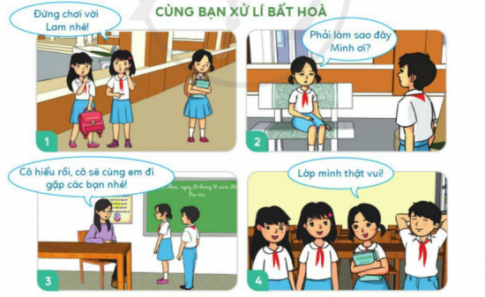 CÙNG BẠN XỬ LÍ BẤT HOÀ
Đừng chơi với
Lam nhé!
1
Phải làm sao đây
Minh ơi?
2
Cô hiểu rồi, cô sẽ cùng em đi
gặp các bạn nhé!
3
Lớp mình thật vui!
4